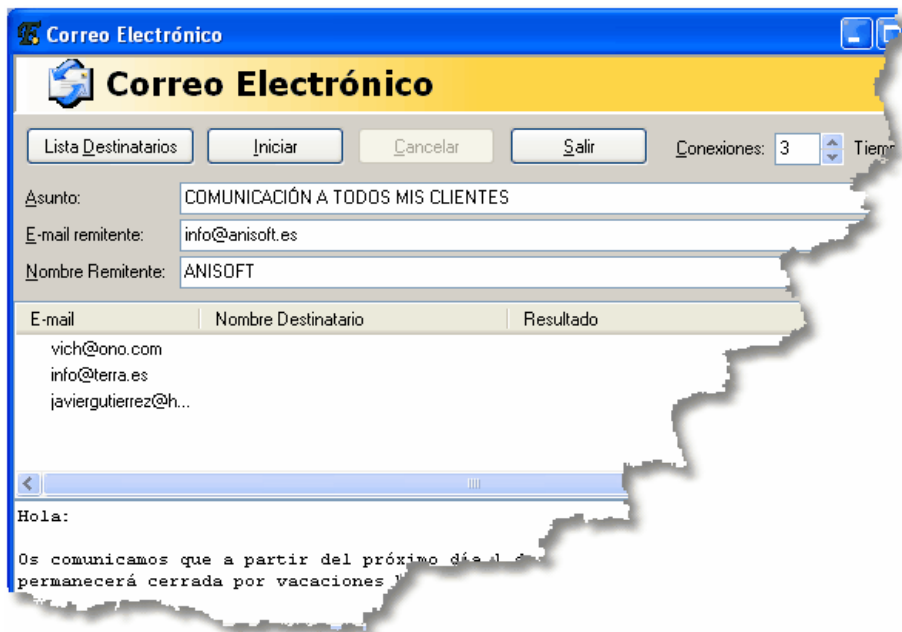 Correo Electrónico
Correo Electrónico
Lista Destinatarios Iniciar Cancelar Salir Conexiones: 3
Asunto: COMUNICACIÓN A TODOS MIS CLIENTES
E-mail remitente: info@anisoft.es
Nombre Remitente: ANISOFT
E-mail Nombre Destinatario Resultado
vich@ono.com
info@terra.es
javiergutierrez@h...
Hola:
Os comunicamos que a partir del próximo día 1
permanecerá cerrada por vacaciones